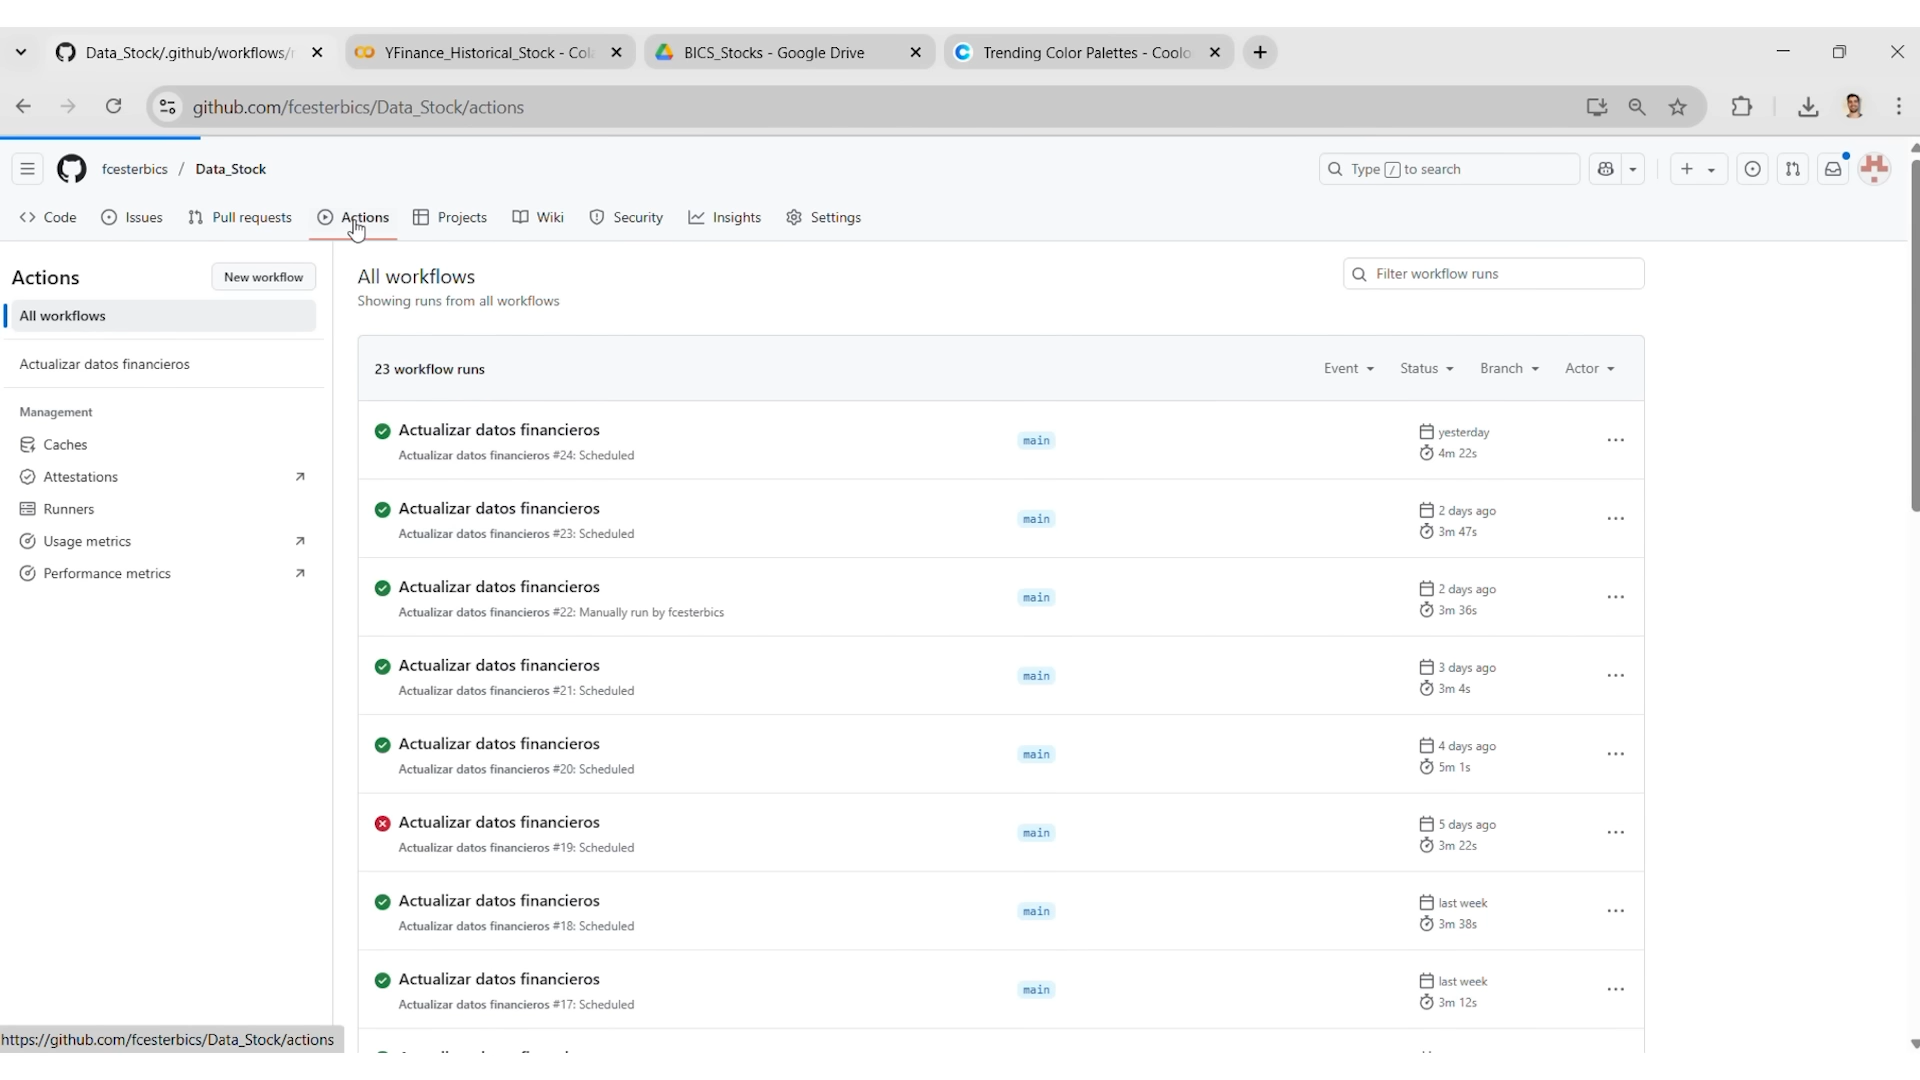 Data_Stock/.github/workflows/
YFinance_Historical_Stock - Col
BICS_Stocks - Google Drive
Trending Color Palettes - Coolo
github.com/fcesterbics/Data_Stock/actions
fcesterbics / Data_Stock
Type / to search
Code
Issues
Pull requests
Actions
Projects
Wiki
Security
Insights
Settings
Actions
New workflow
All workflows
Actualizar datos financieros
Management
Caches
Attestations
Runners
Usage metrics
Performance metrics
All workflows
Showing runs from all workflows
Filter workflow runs
23 workflow runs
Event
Status
Branch
Actor
Actualizar datos financieros
Actualizar datos financieros #24: Scheduled
main
yesterday
4m 22s
Actualizar datos financieros
Actualizar datos financieros #23: Scheduled
main
2 days ago
3m 47s
Actualizar datos financieros
Actualizar datos financieros #22: Manually run by fcesterbics
main
2 days ago
3m 36s
Actualizar datos financieros
Actualizar datos financieros #21: Scheduled
main
3 days ago
3m 4s
Actualizar datos financieros
Actualizar datos financieros #20: Scheduled
main
4 days ago
5m 1s
Actualizar datos financieros
Actualizar datos financieros #19: Scheduled
main
5 days ago
3m 22s
Actualizar datos financieros
Actualizar datos financieros #18: Scheduled
main
last week
3m 38s
Actualizar datos financieros
Actualizar datos financieros #17: Scheduled
main
last week
3m 12s
https://github.com/fcesterbics/Data_Stock/actions